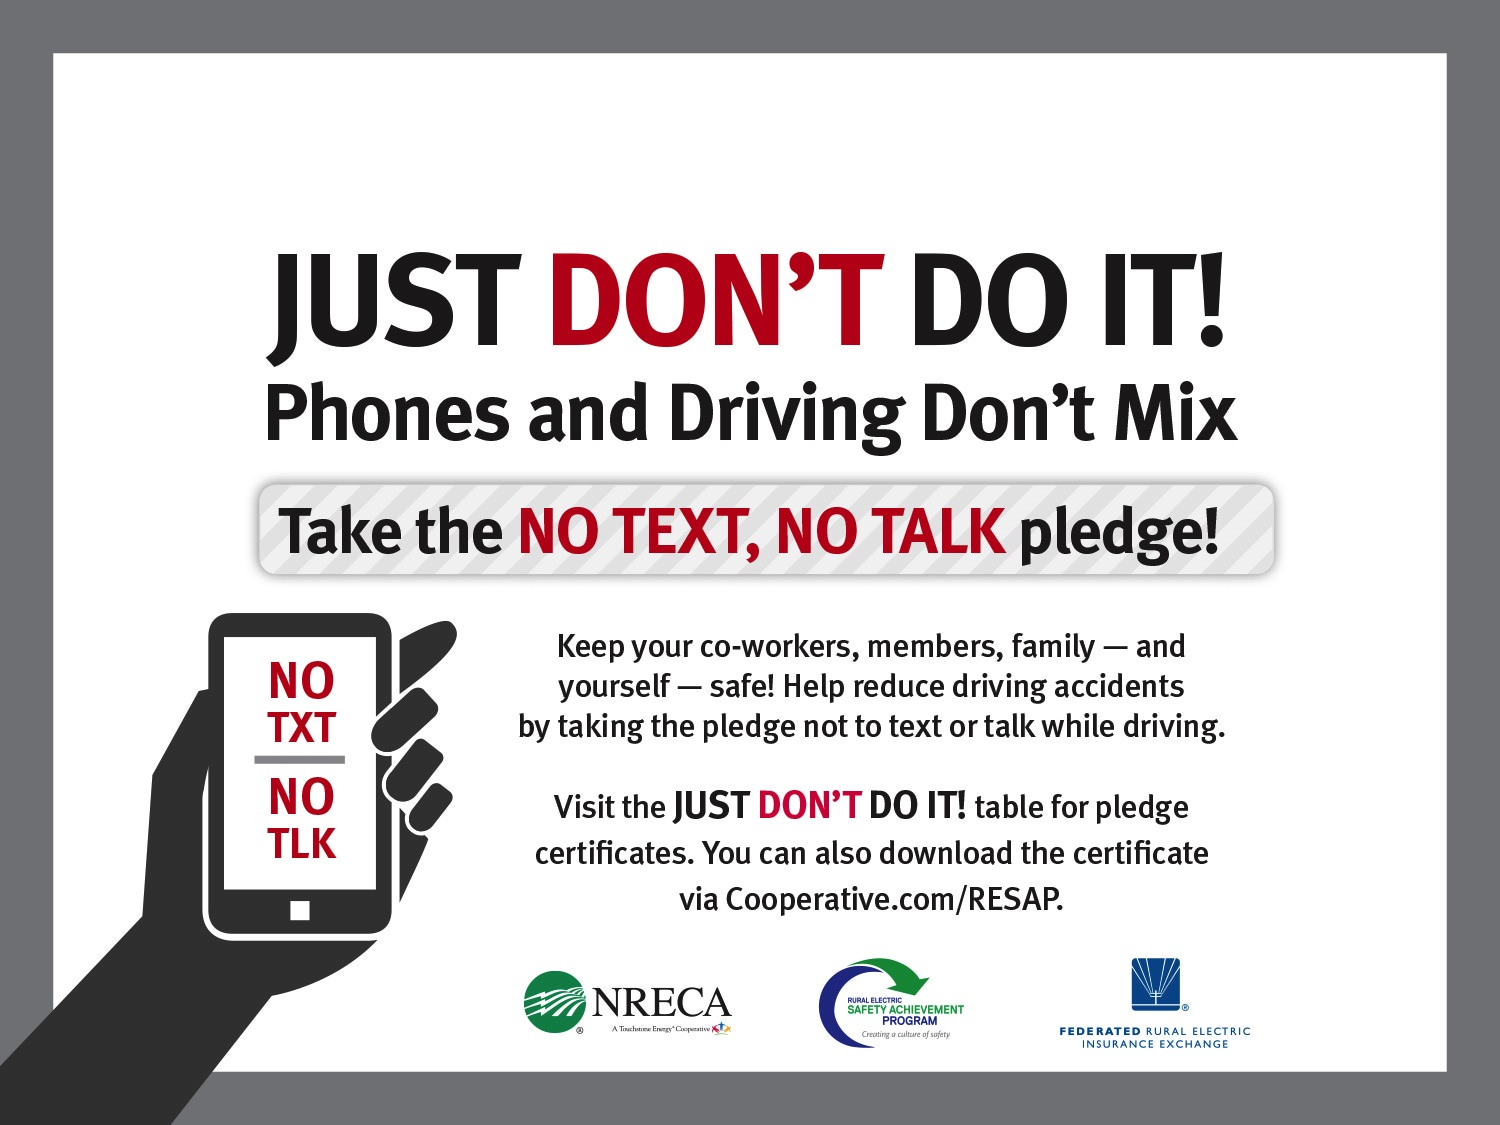 JUST DON'T DO IT!
Phones and Driving Don't Mix
Take the NO TEXT, NO TALK pledge!
NO
TXT
NO
TLK
Keep your co-workers, members, family — and
yourself — safe! Help reduce driving accidents
by taking the pledge not to text or talk while driving.
Visit the JUST DON'T DO IT! table for pledge
certificates. You can also download the certificate
via Cooperative.com/RESAP.
NRECA
®
A Touchstone Energy® Cooperative
RURAL ELECTRIC
SAFETY ACHIEVEMENT
PROGRAM
Creating a culture of safety
®
FEDERATED RURAL ELECTRIC
INSURANCE EXCHANGE